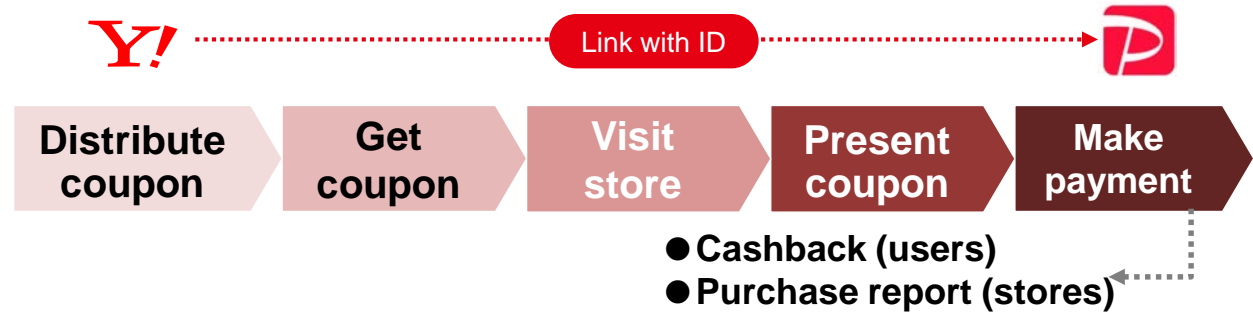 Y!
Link with ID
P
Distribute
coupon
Get
coupon
Visit
store
Present
coupon
Make
payment
● Cashback (users)
● Purchase report (stores)